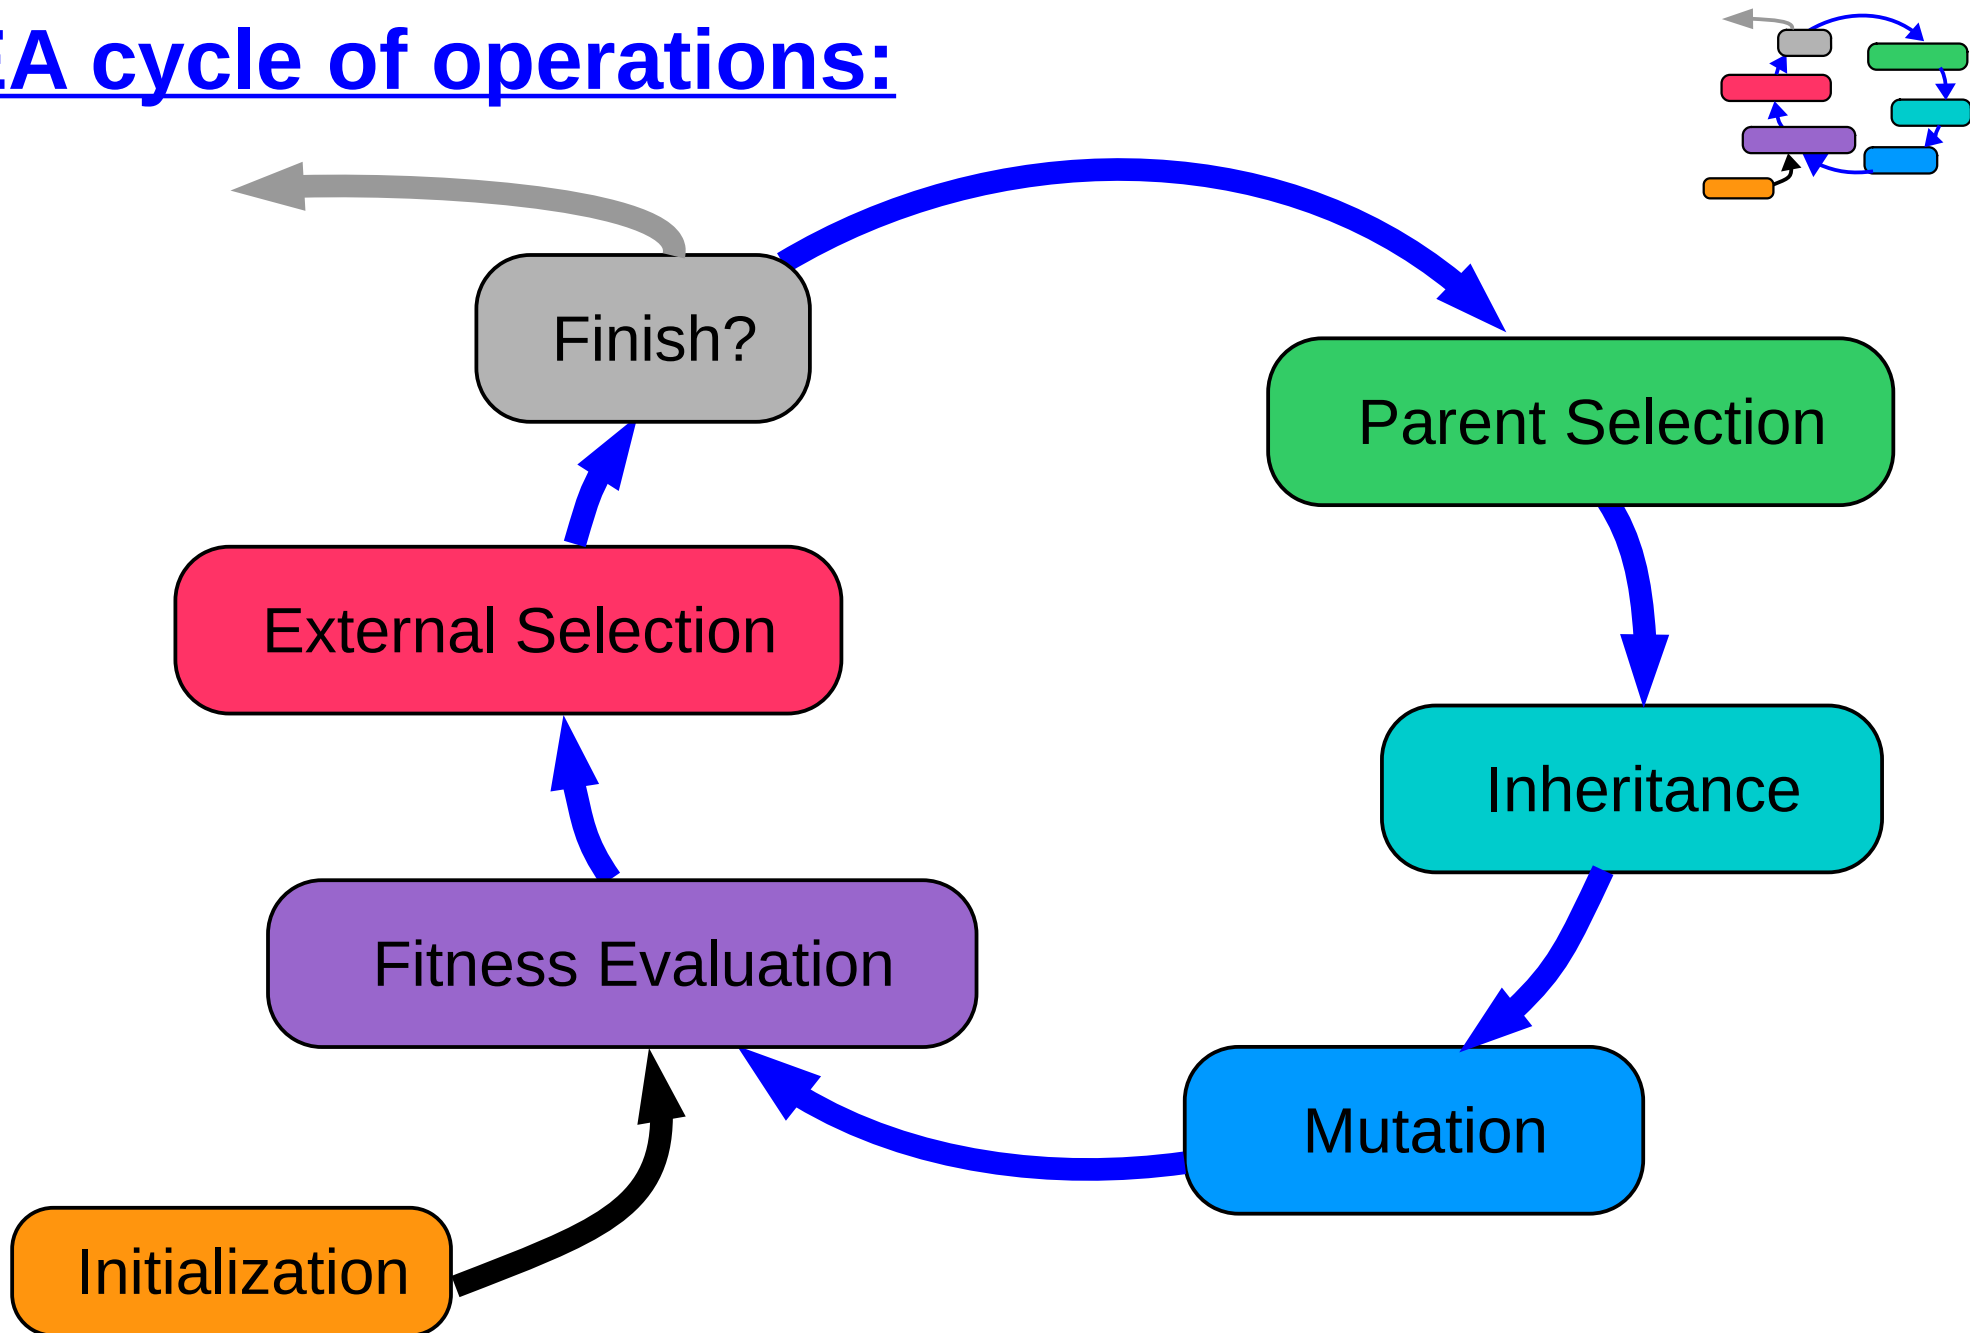 EA cycle of operations:
Finish?
Parent Selection
External Selection
Inheritance
Fitness Evaluation
Mutation
Initialization